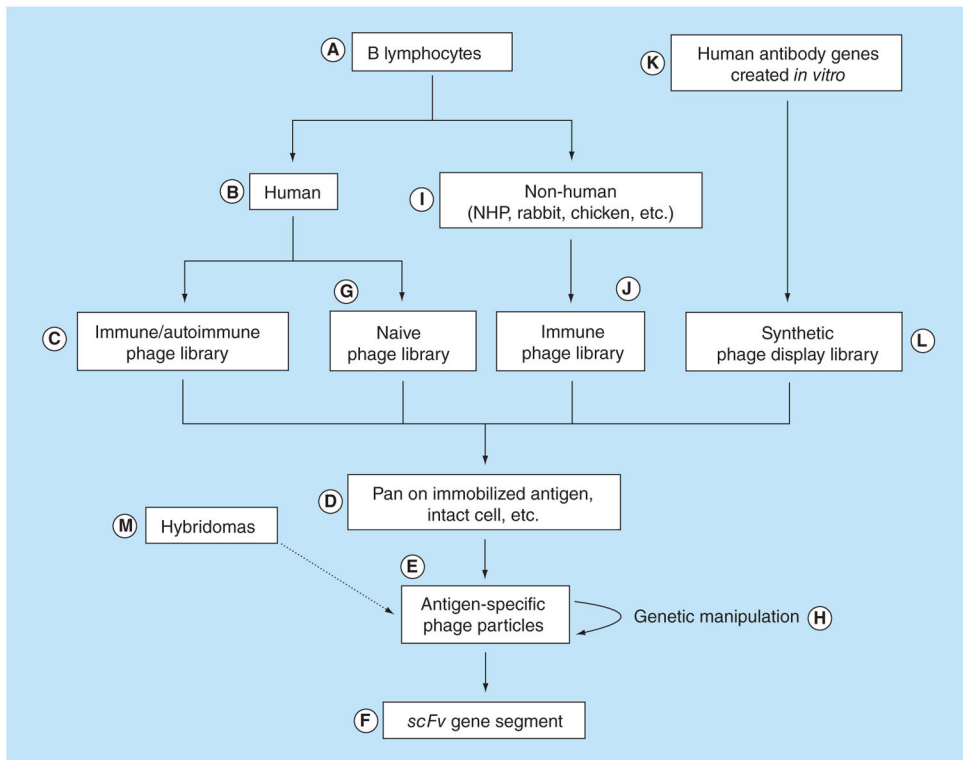 A
B lymphocytes
K
Human antibody genes
created in vitro
B
Human
I
Non-human
(NHP, rabbit, chicken, etc.)
G
J
C
Immune/autoimmune
phage library
Naive
phage library
Immune
phage library
Synthetic
phage display library
L
D
Pan on immobilized antigen,
intact cell, etc.
M
Hybridomas
E
Antigen-specific
phage particles
Genetic manipulation
H
F
scFv gene segment